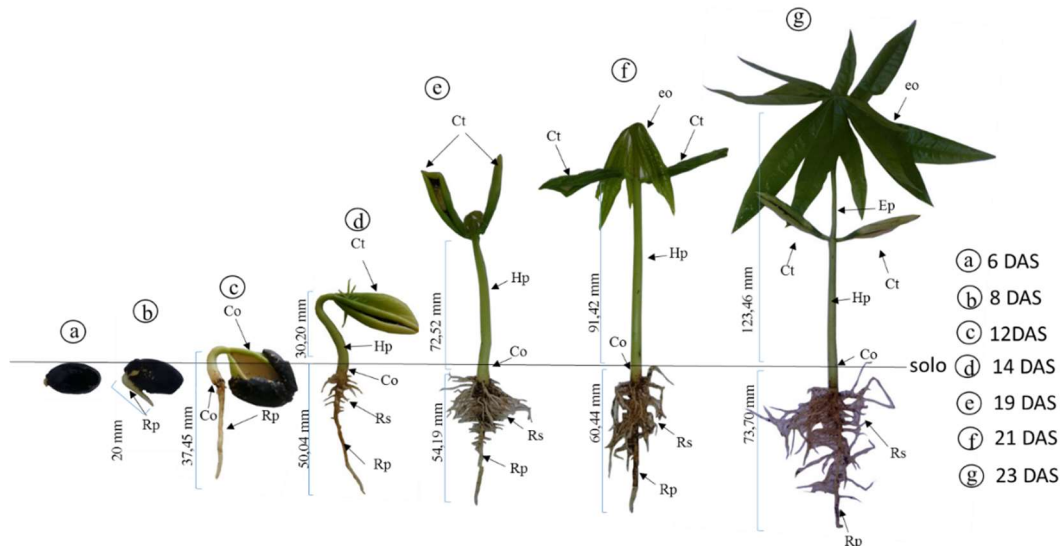 a
6 DAS
b
8 DAS
c
12DAS
d
14 DAS
e
19 DAS
f
21 DAS
g
23 DAS
solo
a
b
Rp
20 mm
c
Co
Co
Rp
37,45 mm
d
Ct
Hp
Co
Rs
Rp
30,20 mm
50,04 mm
e
Ct
Hp
Co
Rs
Rp
72,52 mm
54,19 mm
f
eo
Ct
Ct
Hp
Co
Rs
Rp
91,42 mm
60,44 mm
g
eo
Ep
Ct
Ct
Hp
Co
Rs
Rp
123,46 mm
73,70 mm